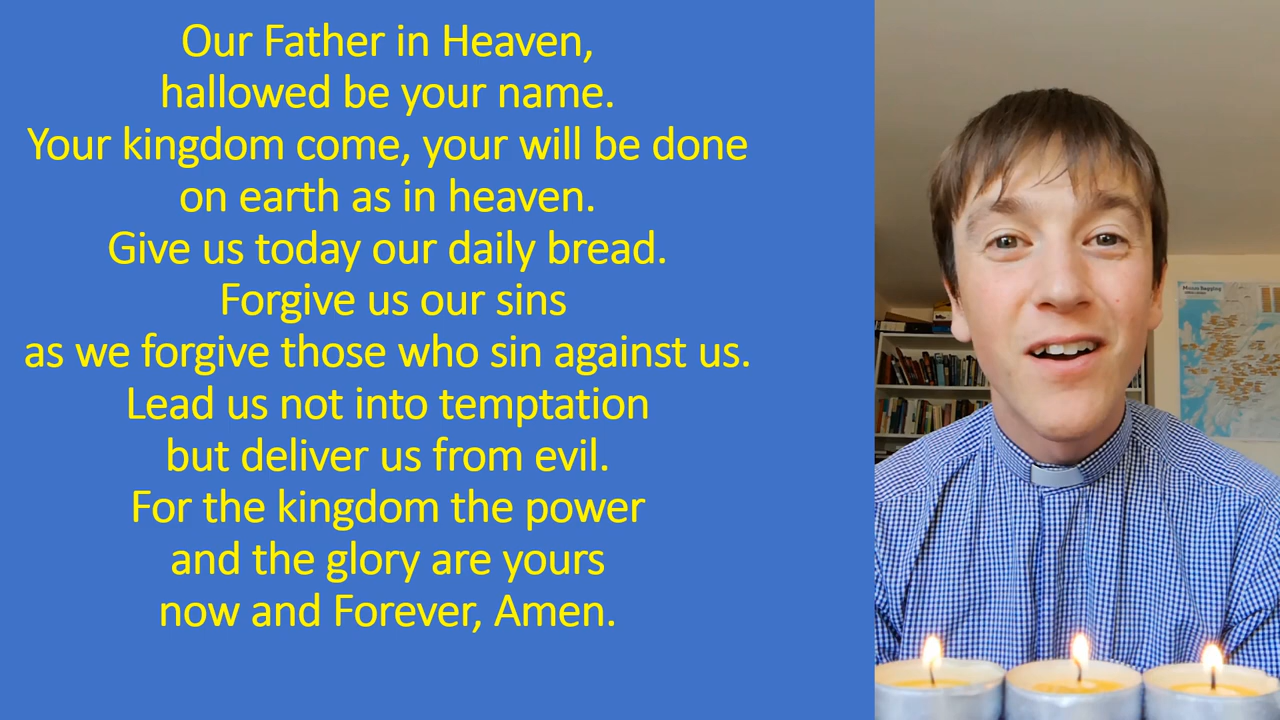 Our Father in Heaven,
hallowed be your name.
Your kingdom come, your will be done
on earth as in heaven.
Give us today our daily bread.
Forgive us our sins
as we forgive those who sin against us.
Lead us not into temptation
but deliver us from evil.
For the kingdom the power
and the glory are yours
now and Forever, Amen.